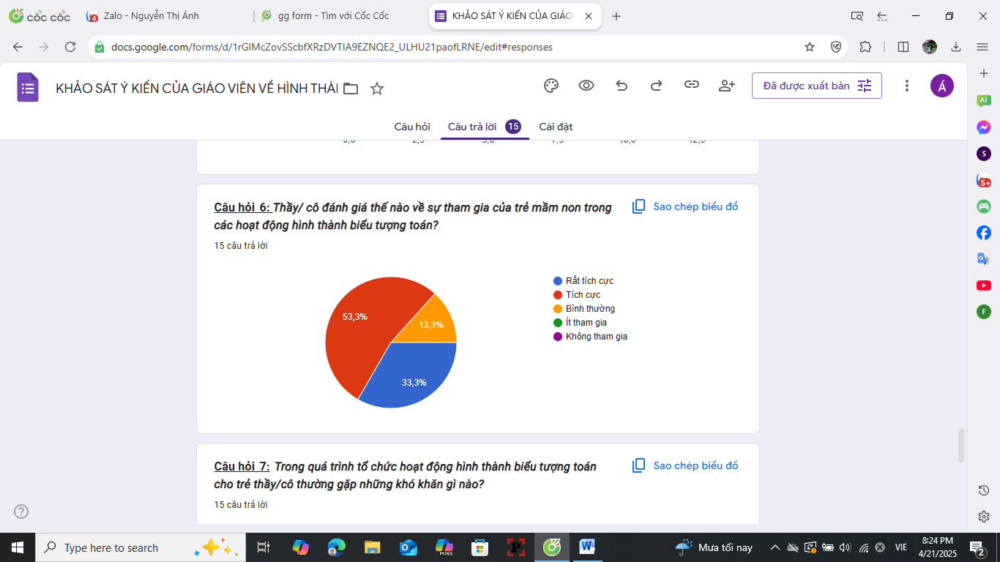 cốc cốc
Zalo - Nguyễn Thị Ánh
gg form - Tìm với Cốc Cốc
KHẢO SÁT Ý KIẾN CỦA GIÁO
docs.google.com/forms/d/1rGIMcZovSScbfXRzDVTIA9EZNQE2_ULHU21paofLRNE/edit#responses
KHẢO SÁT Ý KIẾN CỦA GIÁO VIÊN VỀ HÌNH THÀI
Đã được xuất bản
Á
Câu hỏi
Câu trả lời 15
Cài đặt
Câu hỏi 6: Thầy/ cô đánh giá thế nào về sự tham gia của trẻ mầm non trong
các hoạt động hình thành biểu tượng toán?
Sao chép biểu đồ
15 câu trả lời
53,3%
13,3%
33,3%
Rất tích cực
Tích cực
Bình thường
Ít tham gia
Không tham gia
Câu hỏi 7: Trong quá trình tổ chức hoạt động hình thành biểu tượng toán
cho trẻ thầy/cô thường gặp những khó khăn gì nào?
Sao chép biểu đồ
15 câu trả lời
AI
S
5+
F
Type here to search
M365
Mưa tối nay
VIE
8:24 PM
4/21/2025
2